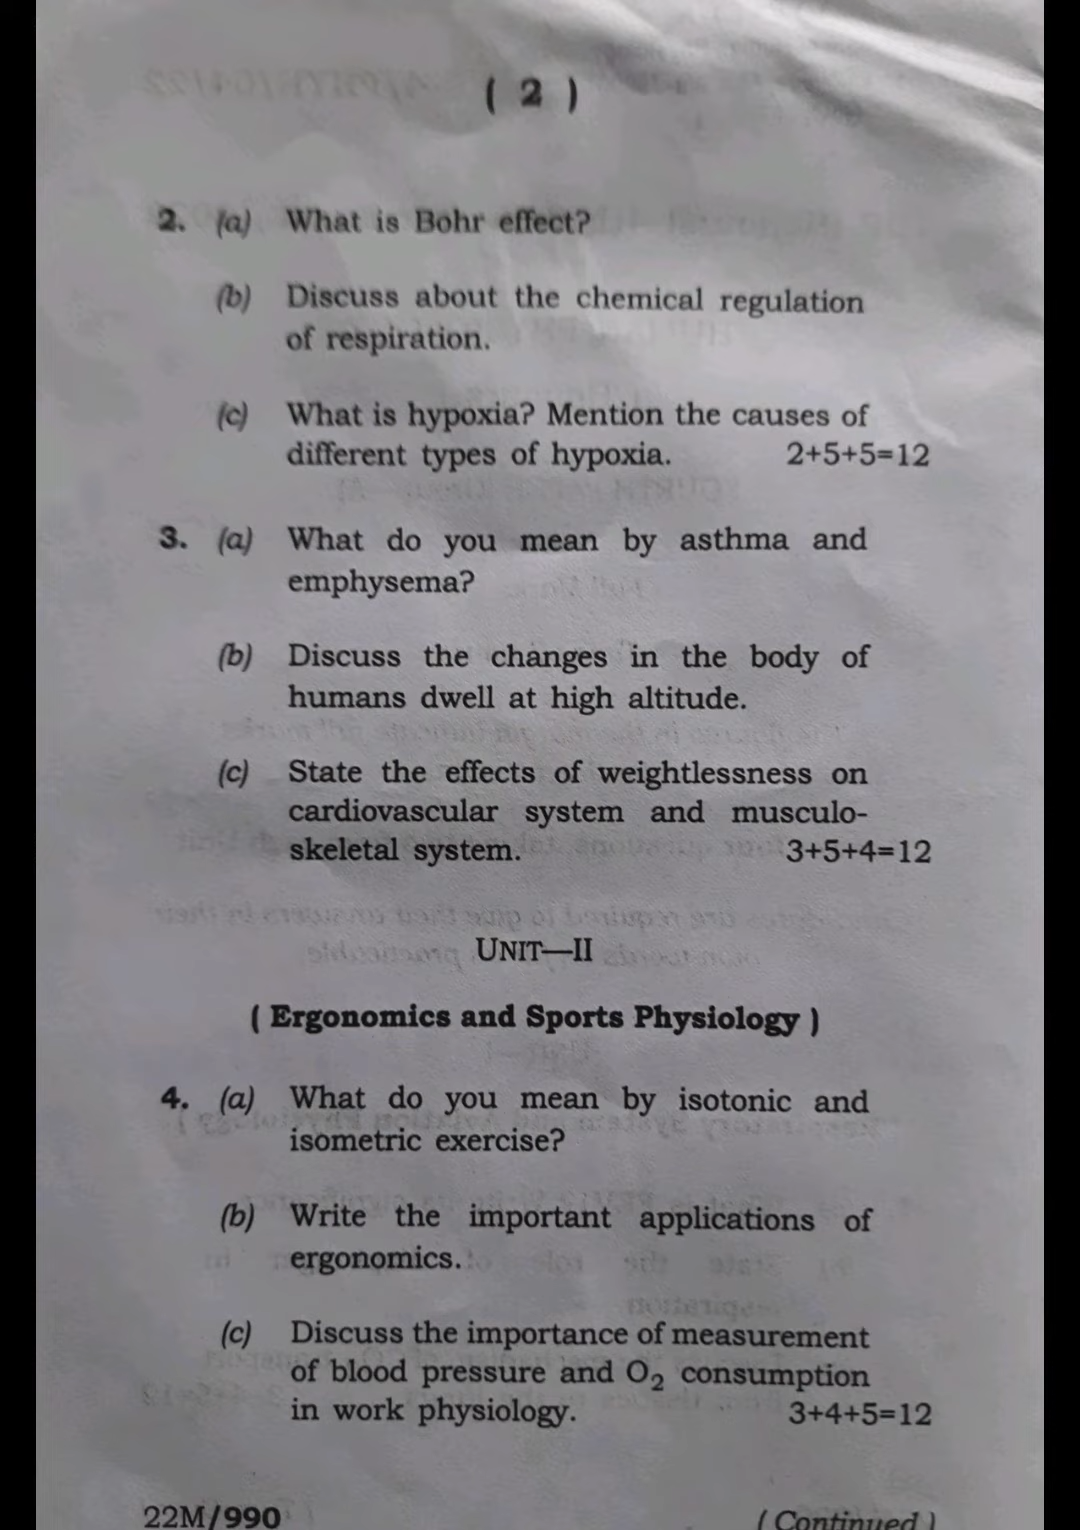 ( 2 )
2. (a) What is Bohr effect?
(b) Discuss about the chemical regulation
of respiration.
(c) What is hypoxia? Mention the causes of
different types of hypoxia. 2+5+5=12
3. (a) What do you mean by asthma and
emphysema?
(b) Discuss the changes in the body of
humans dwell at high altitude.
(c) State the effects of weightlessness on
cardiovascular system and musculo-
skeletal system. 3+5+4=12
UNIT—II
( Ergonomics and Sports Physiology )
4. (a) What do you mean by isotonic and
isometric exercise?
(b) Write the important applications of
ergonomics.
(c) Discuss the importance of measurement
of blood pressure and O₂ consumption
in work physiology. 3+4+5=12
22M/990 ( Continued )